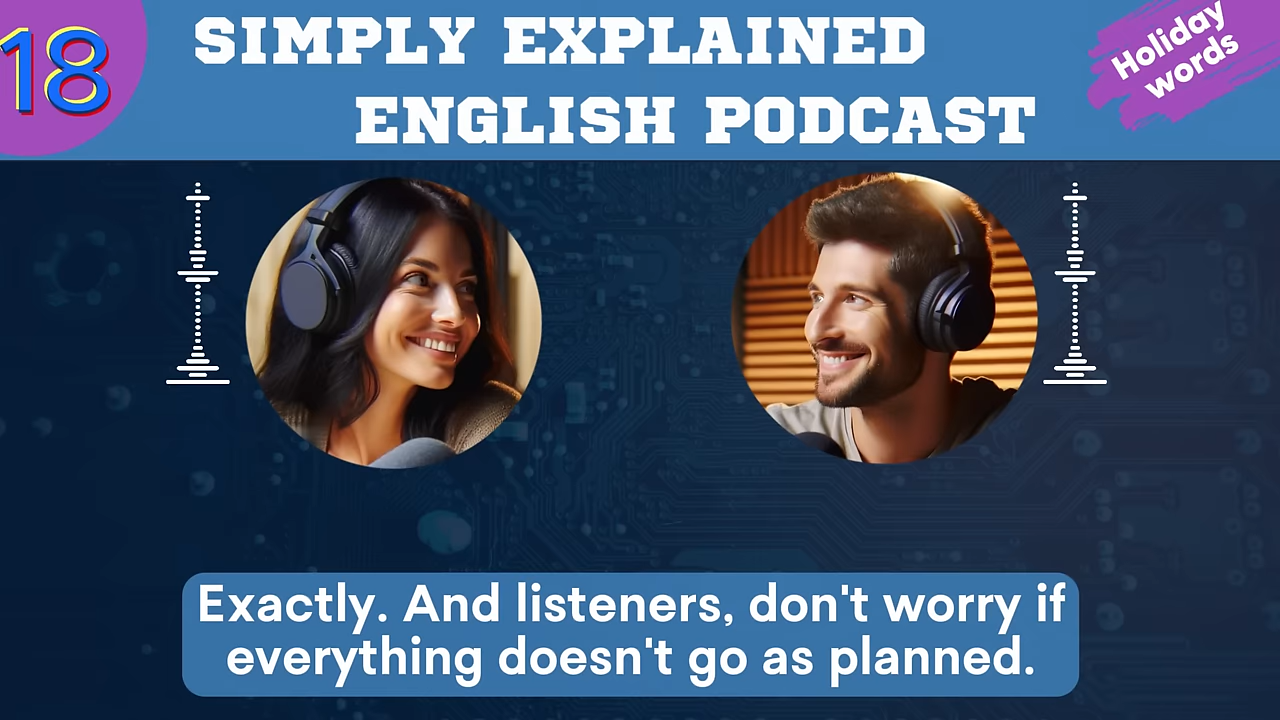 18
SIMPLY EXPLAINED
ENGLISH PODCAST
Holiday
words
Exactly. And listeners, don't worry if
everything doesn't go as planned.